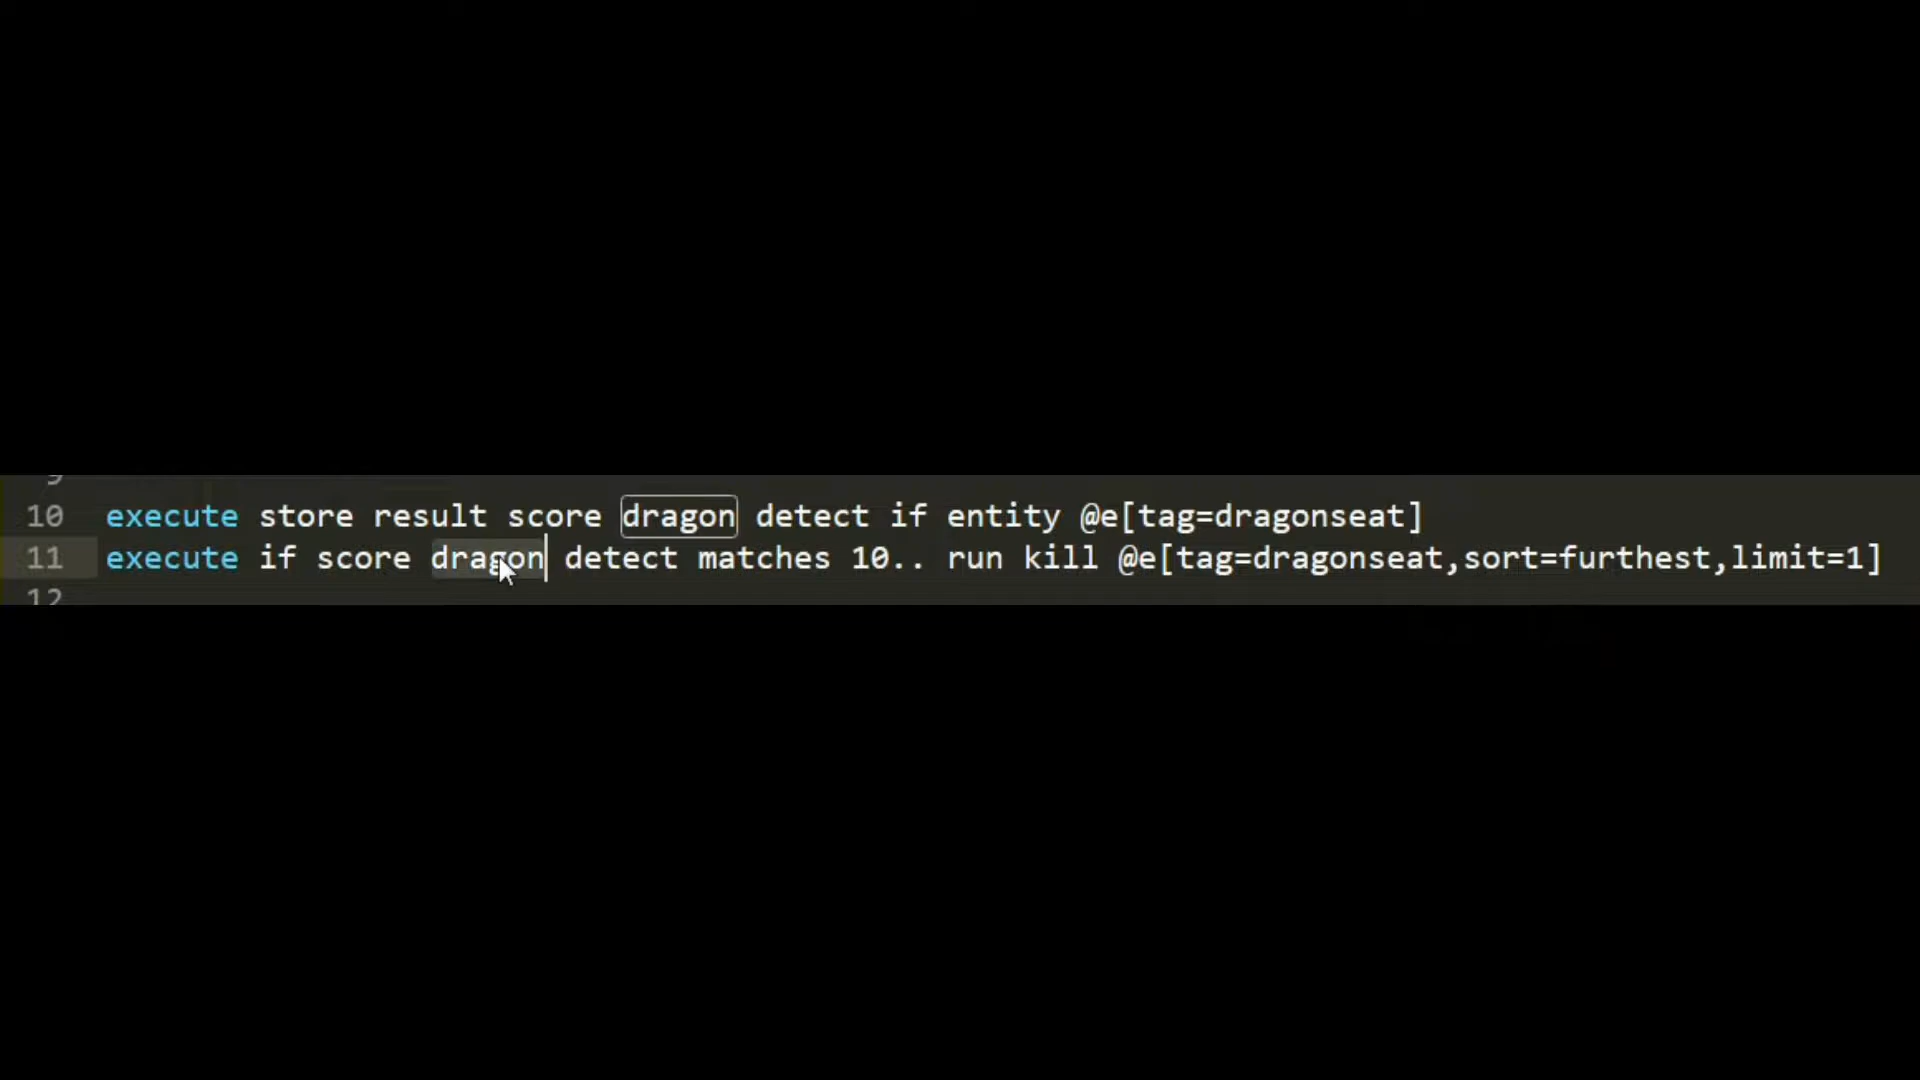 9
10 execute store result score dragon detect if entity @e[tag=dragonseat]
11 execute if score dragon detect matches 10.. run kill @e[tag=dragonseat,sort=furthest,limit=1]
12